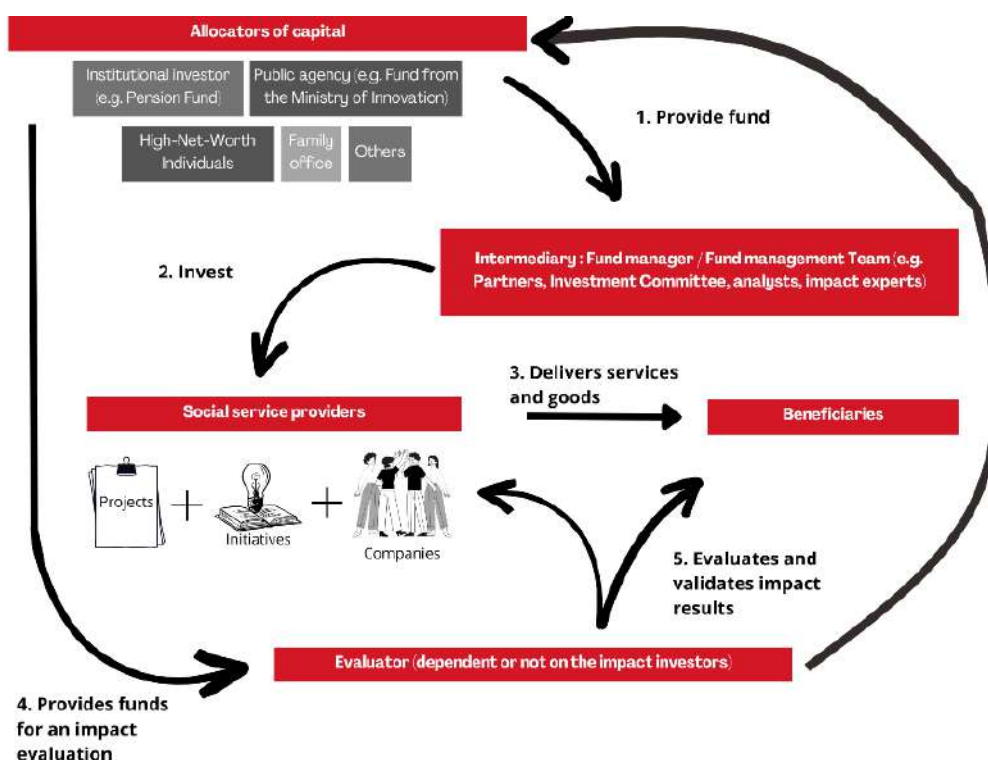 Allocators of capital
Institutional investor
(e.g. Pension Fund)
Public agency (e.g. Fund from
the Ministry of Innovation)
High-Net-Worth
Individuals
Family
office
Others
1. Provide fund
Intermediary : Fund manager / Fund management Team (e.g.
Partners, Investment Committee, analysts, impact experts)
2. Invest
3. Delivers services
and goods
Social service providers
Beneficiaries
Projects
Initiatives
Companies
5. Evaluates and
validates impact
results
Evaluator (dependent or not on the impact investors)
4. Provides funds
for an impact
evaluation